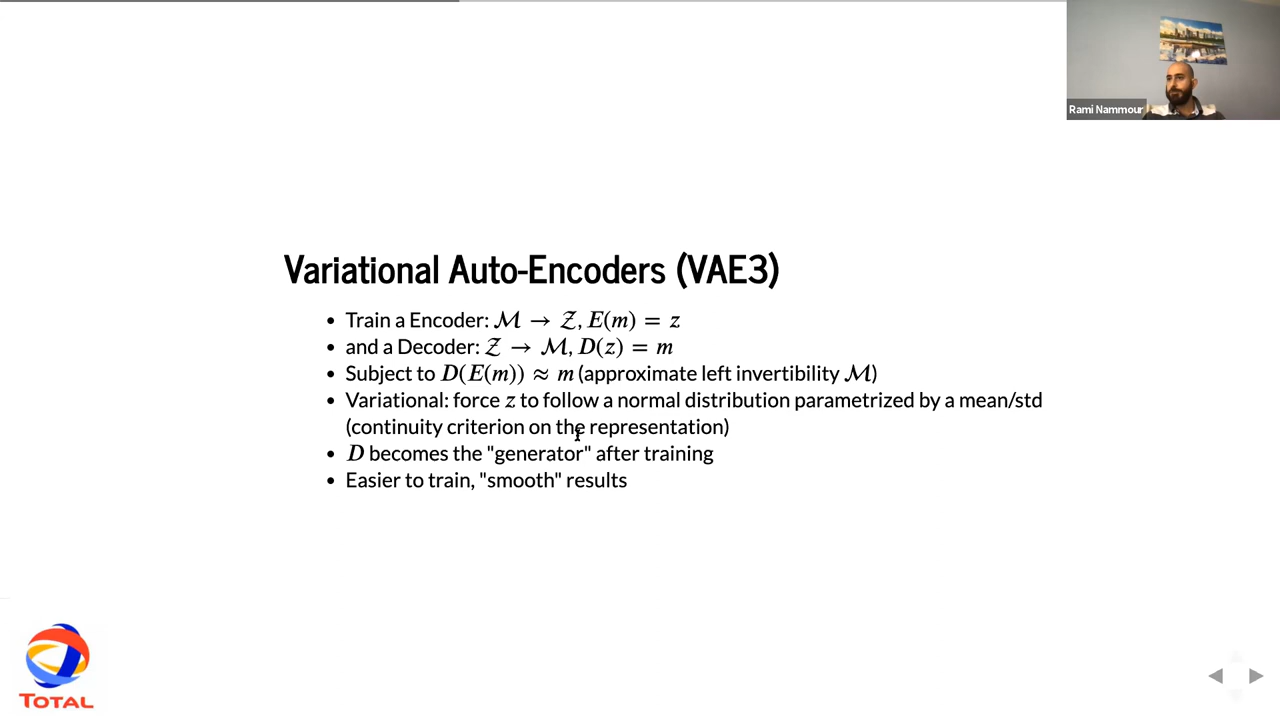 Rami Nammour
Variational Auto-Encoders (VAE3)
• Train a Encoder: ℳ → 𝒵, E(m) = z
• and a Decoder: 𝒵 → ℳ, D(z) = m
• Subject to D(E(m)) ≈ m (approximate left invertibility ℳ)
• Variational: force z to follow a normal distribution parametrized by a mean/std
(continuity criterion on the representation)
• D becomes the "generator" after training
• Easier to train, "smooth" results
TOTAL